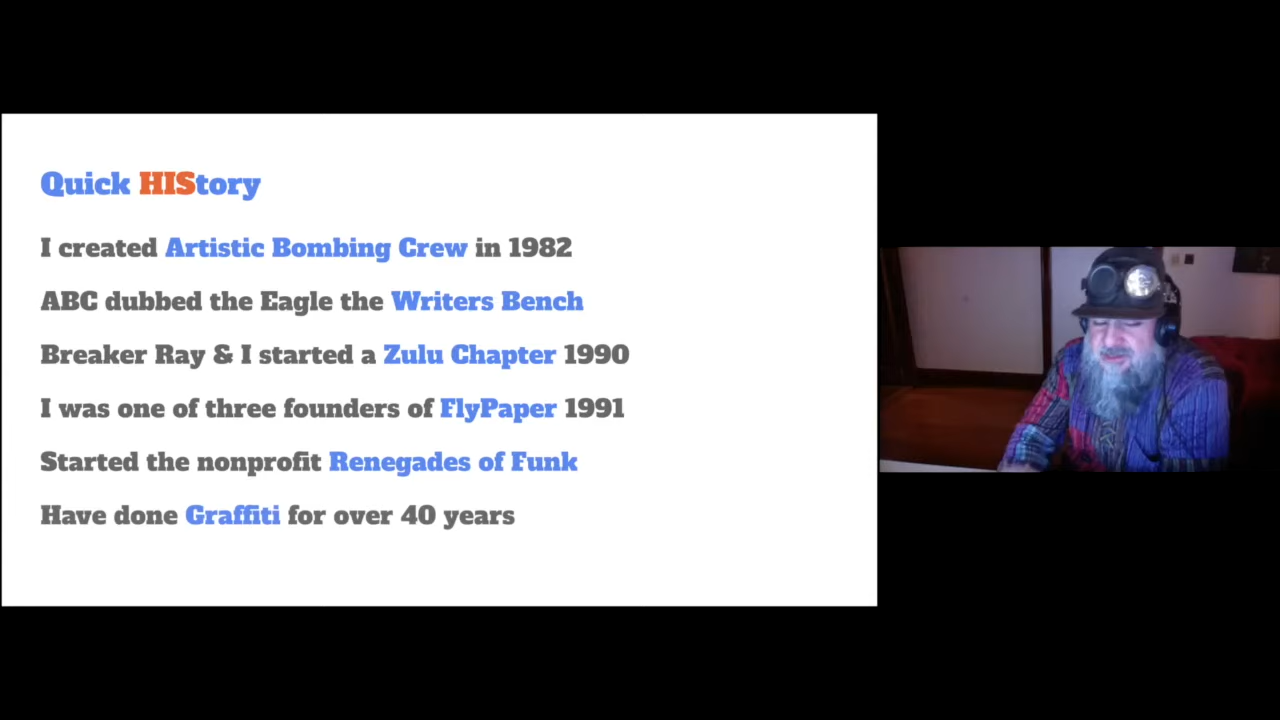 Quick HIStory
I created Artistic Bombing Crew in 1982
ABC dubbed the Eagle the Writers Bench
Breaker Ray & I started a Zulu Chapter 1990
I was one of three founders of FlyPaper 1991
Started the nonprofit Renegades of Funk
Have done Graffiti for over 40 years